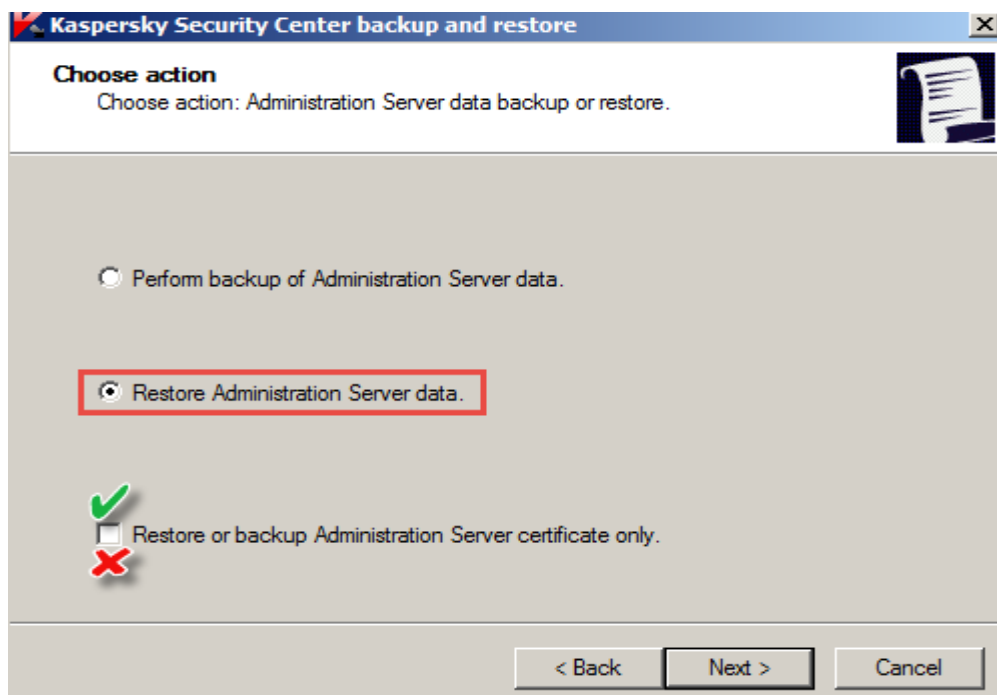 Kaspersky Security Center backup and restore
Choose action
Choose action: Administration Server data backup or restore.
Perform backup of Administration Server data.
Restore Administration Server data.
Restore or backup Administration Server certificate only.
< Back Next > Cancel